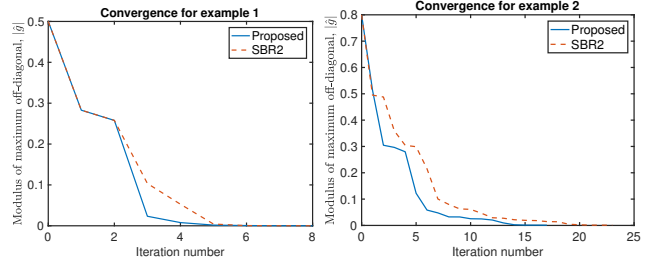 Convergence for example 1
Modulus of maximum off-diagonal, |ĝ|
0.5
0.4
0.3
0.2
0.1
0
0 2 4 6 8
Iteration number
Proposed
SBR2
Convergence for example 2
Modulus of maximum off-diagonal, |ĝ|
0.8
0.7
0.6
0.5
0.4
0.3
0.2
0.1
0
0 5 10 15 20 25
Iteration number
Proposed
SBR2